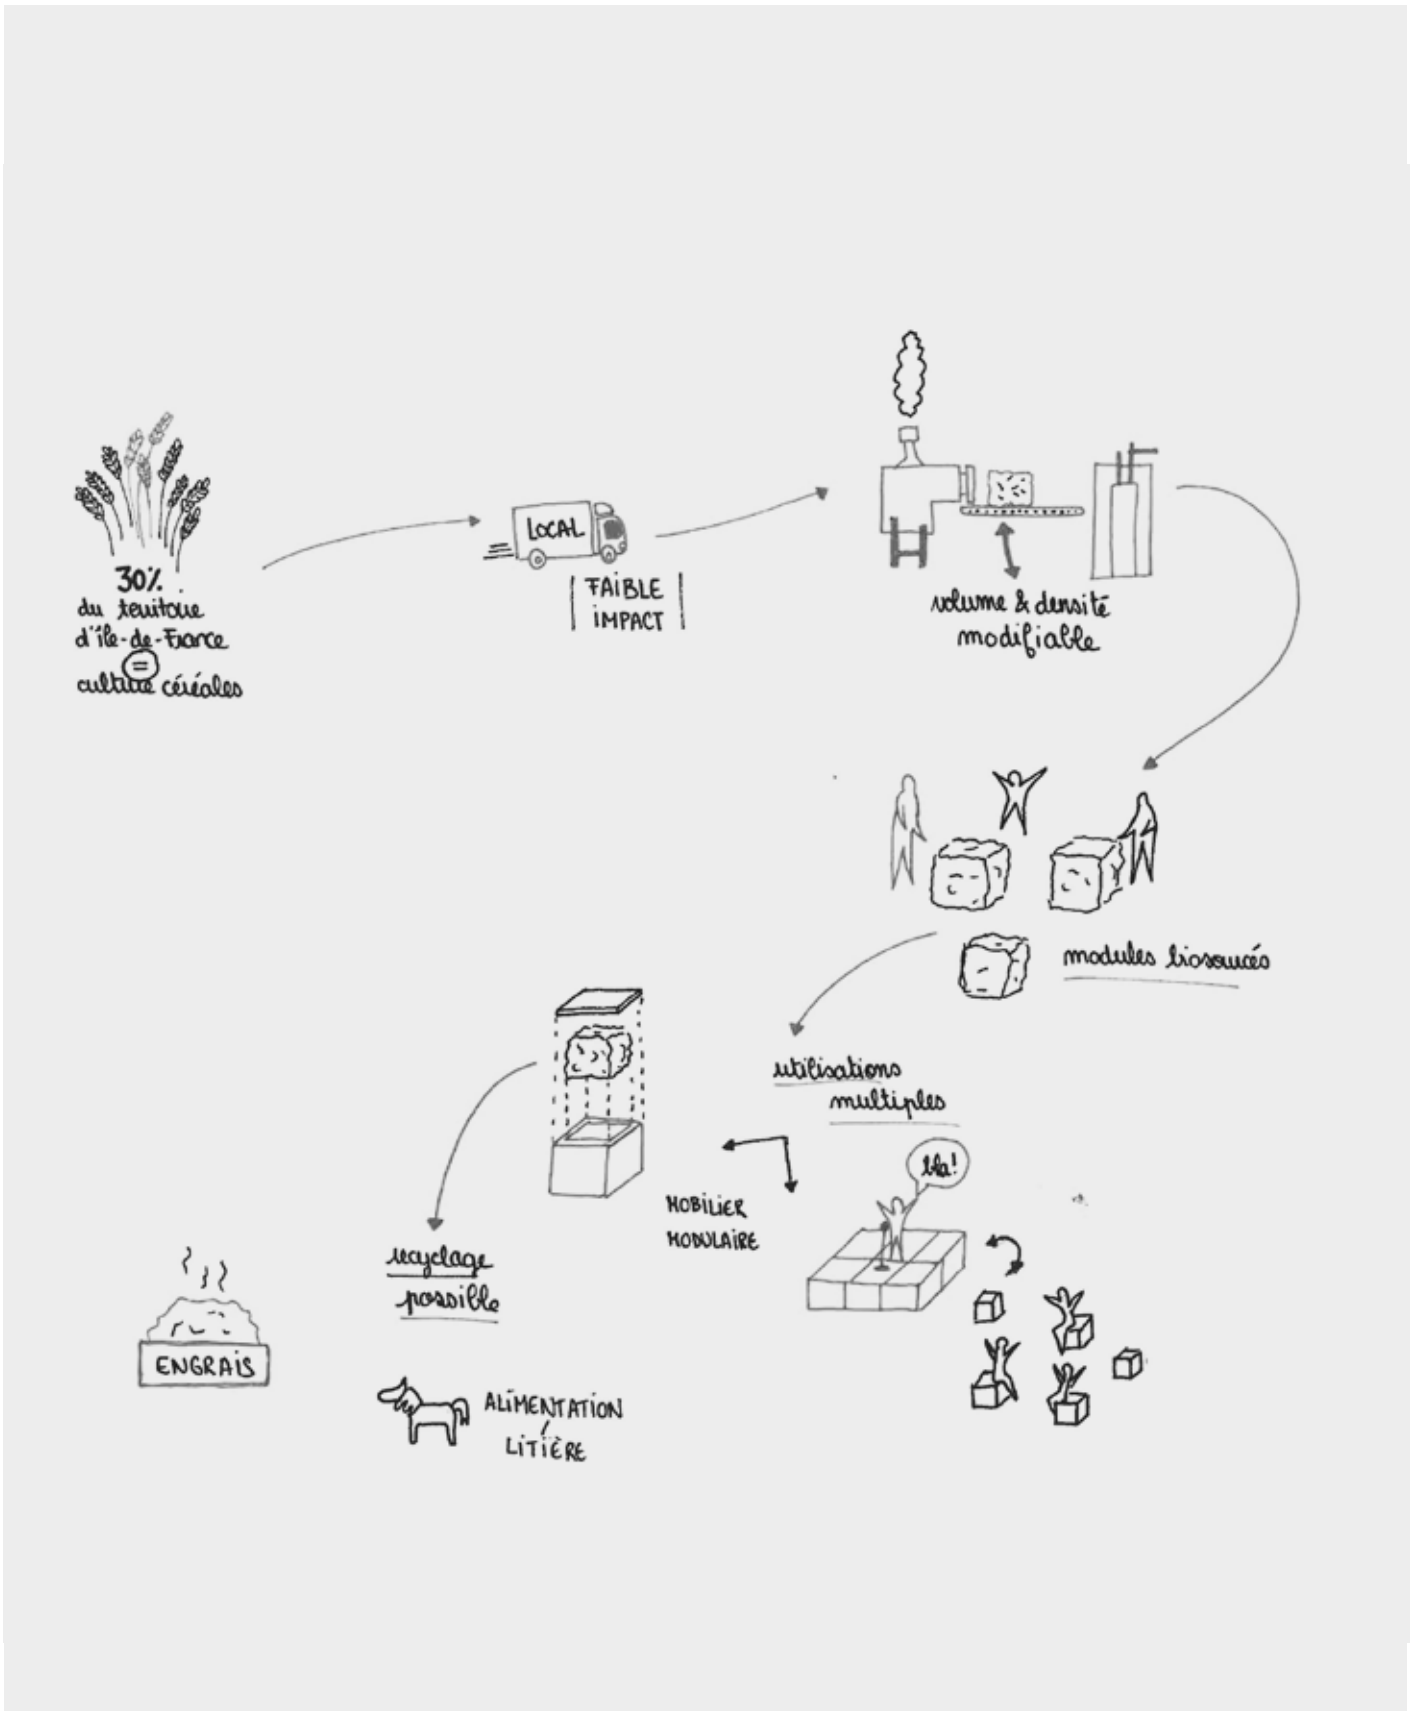 30%
du territoire
d'île-de-France
=
culture céréales
LOCAL
FAIBLE
IMPACT
volume & densité
modifiable
modules biosourcés
utilisations
multiples
bla!
MOBILIER
MODULAIRE
recyclage
possible
ENGRAIS
ALIMENTATION
/
LITIÈRE